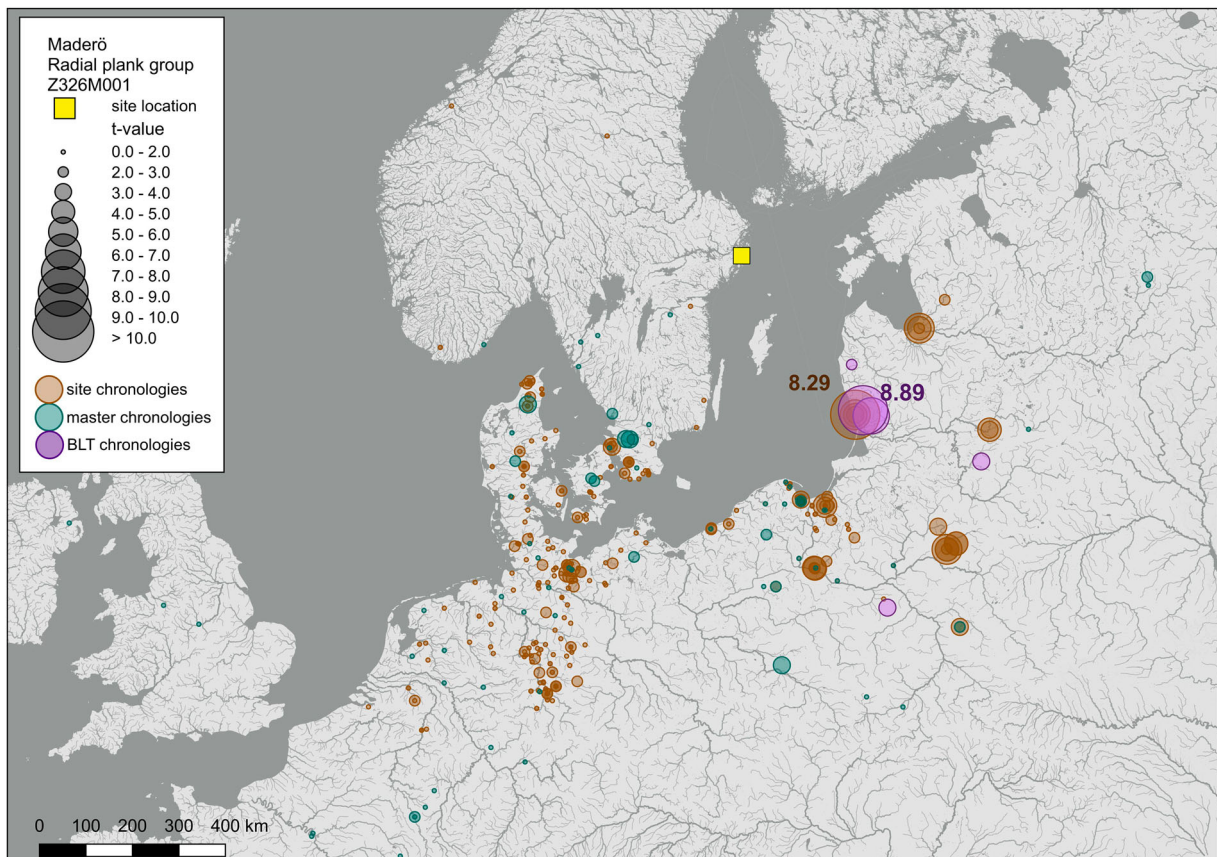 Maderö
Radial plank group
Z326M001
site location
t-value
0.0 - 2.0
2.0 - 3.0
3.0 - 4.0
4.0 - 5.0
5.0 - 6.0
6.0 - 7.0
7.0 - 8.0
8.0 - 9.0
9.0 - 10.0
> 10.0
site chronologies
master chronologies
BLT chronologies
8.29
8.89
0 100 200 300 400 km